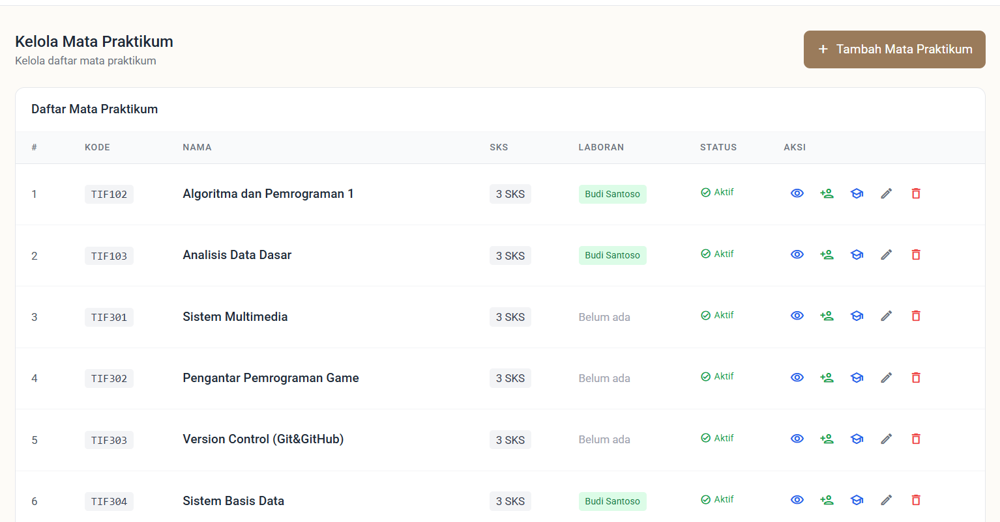 Kelola Mata Praktikum
Kelola daftar mata praktikum
+ Tambah Mata Praktikum
Daftar Mata Praktikum
# KODE NAMA SKS LABORAN STATUS AKSI
1 TIF102 Algoritma dan Pemrograman 1 3 SKS Budi Santoso Aktif
2 TIF103 Analisis Data Dasar 3 SKS Budi Santoso Aktif
3 TIF301 Sistem Multimedia 3 SKS Belum ada Aktif
4 TIF302 Pengantar Pemrograman Game 3 SKS Belum ada Aktif
5 TIF303 Version Control (Git&GitHub) 3 SKS Belum ada Aktif
6 TIF304 Sistem Basis Data 3 SKS Budi Santoso Aktif